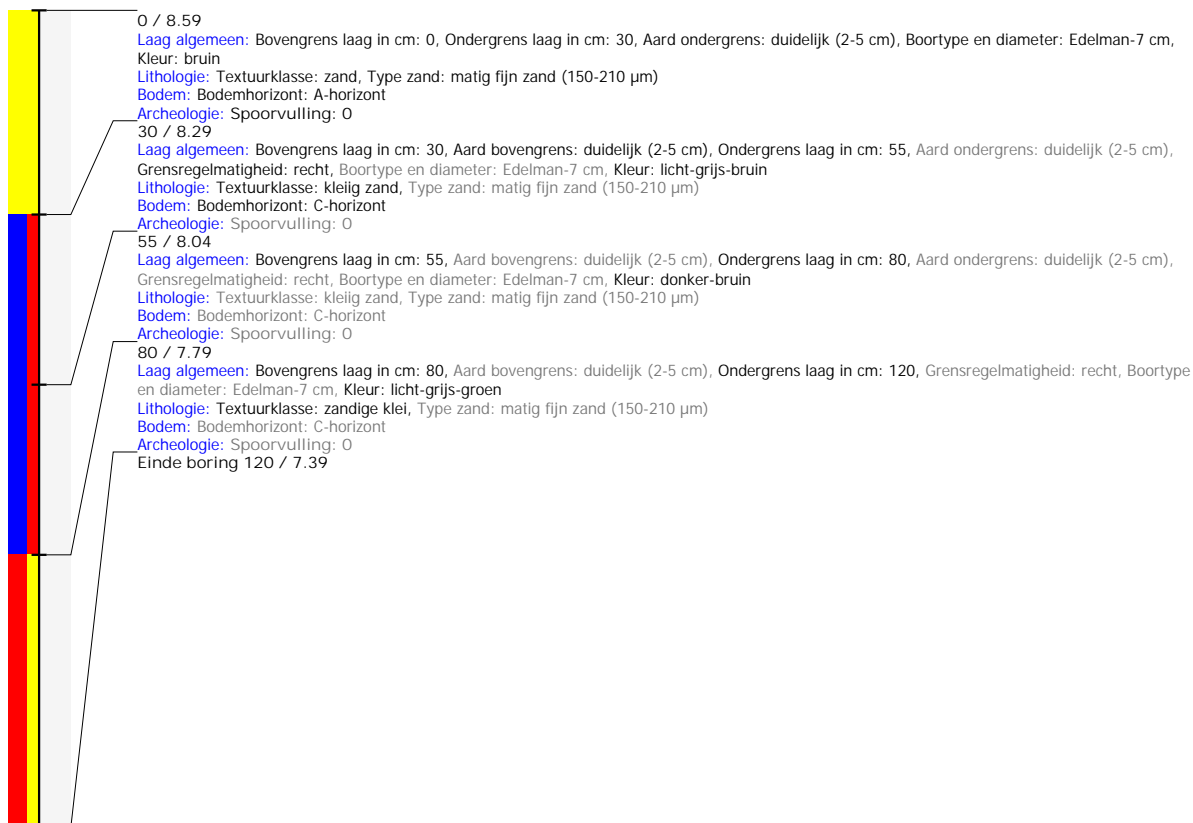 0 / 8.59
Laag algemeen: Bovengrens laag in cm: 0, Ondergrens laag in cm: 30, Aard ondergrens: duidelijk (2-5 cm), Boortype en diameter: Edelman-7 cm,
Kleur: bruin
Lithologie: Textuurklasse: zand, Type zand: matig fijn zand (150-210 µm)
Bodem: Bodemhorizont: A-horizont
Archeologie: Spoorvulling: 0
30 / 8.29
Laag algemeen: Bovengrens laag in cm: 30, Aard bovengrens: duidelijk (2-5 cm), Ondergrens laag in cm: 55, Aard ondergrens: duidelijk (2-5 cm),
Grensregelmatigheid: recht, Boortype en diameter: Edelman-7 cm, Kleur: licht-grijs-bruin
Lithologie: Textuurklasse: kleiig zand, Type zand: matig fijn zand (150-210 µm)
Bodem: Bodemhorizont: C-horizont
Archeologie: Spoorvulling: 0
55 / 8.04
Laag algemeen: Bovengrens laag in cm: 55, Aard bovengrens: duidelijk (2-5 cm), Ondergrens laag in cm: 80, Aard ondergrens: duidelijk (2-5 cm),
Grensregelmatigheid: recht, Boortype en diameter: Edelman-7 cm, Kleur: donker-bruin
Lithologie: Textuurklasse: kleiig zand, Type zand: matig fijn zand (150-210 µm)
Bodem: Bodemhorizont: C-horizont
Archeologie: Spoorvulling: 0
80 / 7.79
Laag algemeen: Bovengrens laag in cm: 80, Aard bovengrens: duidelijk (2-5 cm), Ondergrens laag in cm: 120, Grensregelmatigheid: recht, Boortype
en diameter: Edelman-7 cm, Kleur: licht-grijs-groen
Lithologie: Textuurklasse: zandige klei, Type zand: matig fijn zand (150-210 µm)
Bodem: Bodemhorizont: C-horizont
Archeologie: Spoorvulling: 0
Einde boring 120 / 7.39